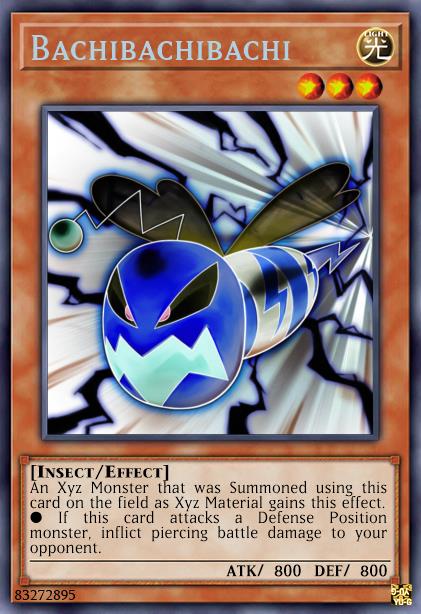 BACHIBACHIBACHI
LIGHT
光
[INSECT/EFFECT]
An Xyz Monster that was Summoned using this
card on the field as Xyz Material gains this effect.
● If this card attacks a Defense Position
monster, inflict piercing battle damage to your
opponent.
ATK/ 800 DEF/ 800
83272895